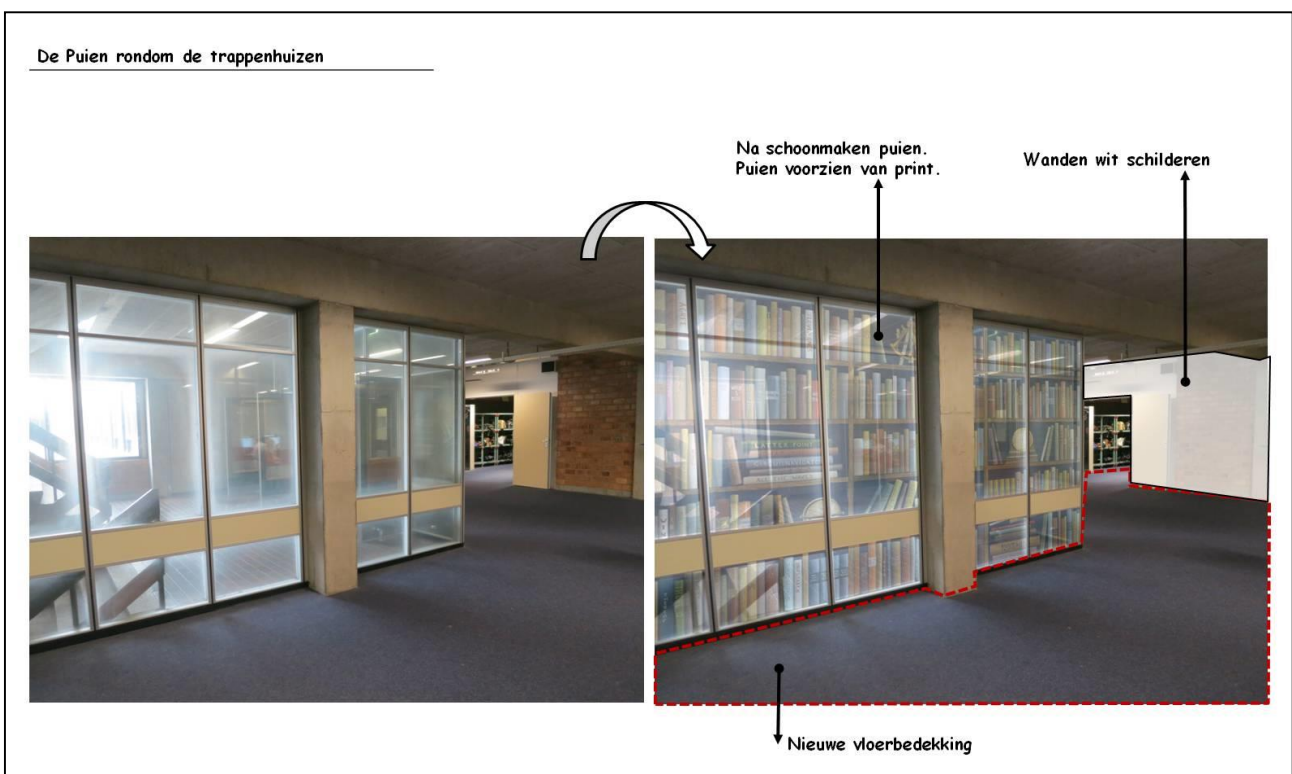 De Puien rondom de trappenhuizen
Na schoonmaken puien.
Puien voorzien van print.
Wanden wit schilderen
Nieuwe vloerbedekking